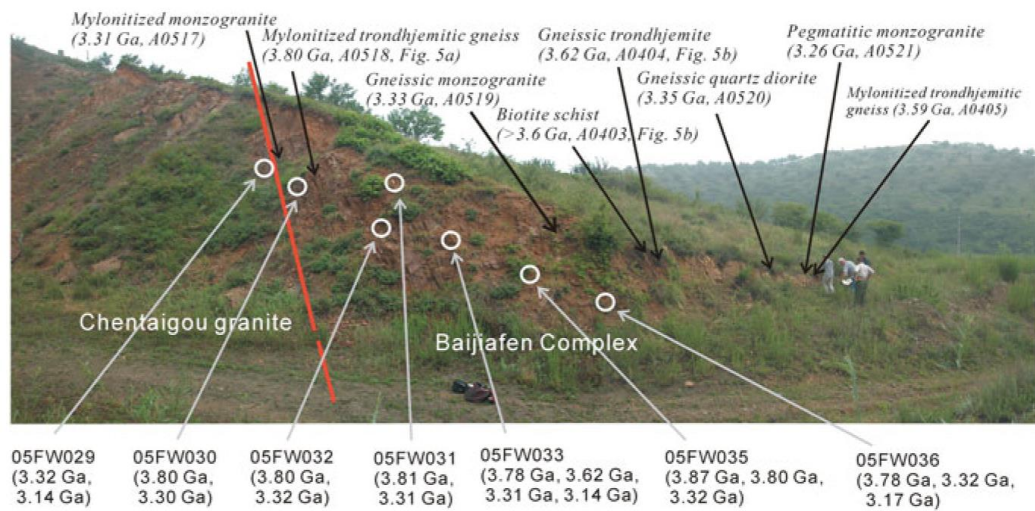 Mylonitized monzogranite
(3.31 Ga, A0517)
Mylonitized trondhjemitic gneiss
(3.80 Ga, A0518, Fig. 5a)
Gneissic monzogranite
(3.33 Ga, A0519)
Biotite schist
(>3.6 Ga, A0403, Fig. 5b)
Gneissic trondhjemite
(3.62 Ga, A0404, Fig. 5b)
Gneissic quartz diorite
(3.35 Ga, A0520)
Pegmatitic monzogranite
(3.26 Ga, A0521)
Mylonitized trondhjemitic
gneiss (3.59 Ga, A0405)
Chentaigou granite
Baijiafen Complex
05FW029
(3.32 Ga,
3.14 Ga)
05FW030
(3.80 Ga,
3.30 Ga)
05FW032
(3.80 Ga,
3.32 Ga)
05FW031
(3.81 Ga,
3.31 Ga)
05FW033
(3.78 Ga, 3.62 Ga,
3.31 Ga, 3.14 Ga)
05FW035
(3.87 Ga, 3.80 Ga,
3.32 Ga)
05FW036
(3.78 Ga, 3.32 Ga,
3.17 Ga)